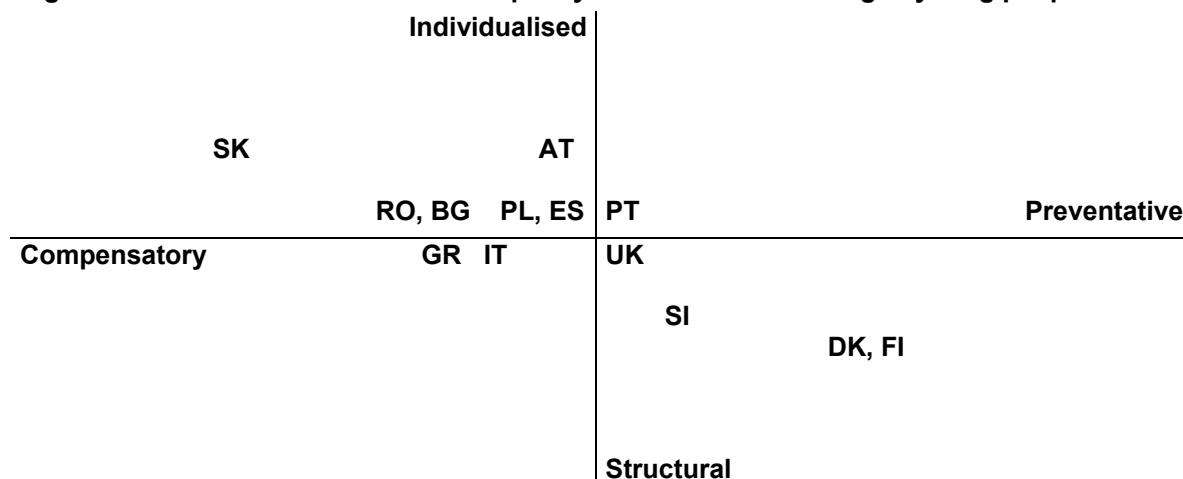 Individualised
SK AT
RO, BG PL, ES PT Preventative
Compensatory GR IT UK
SI
DK, FI
Structural